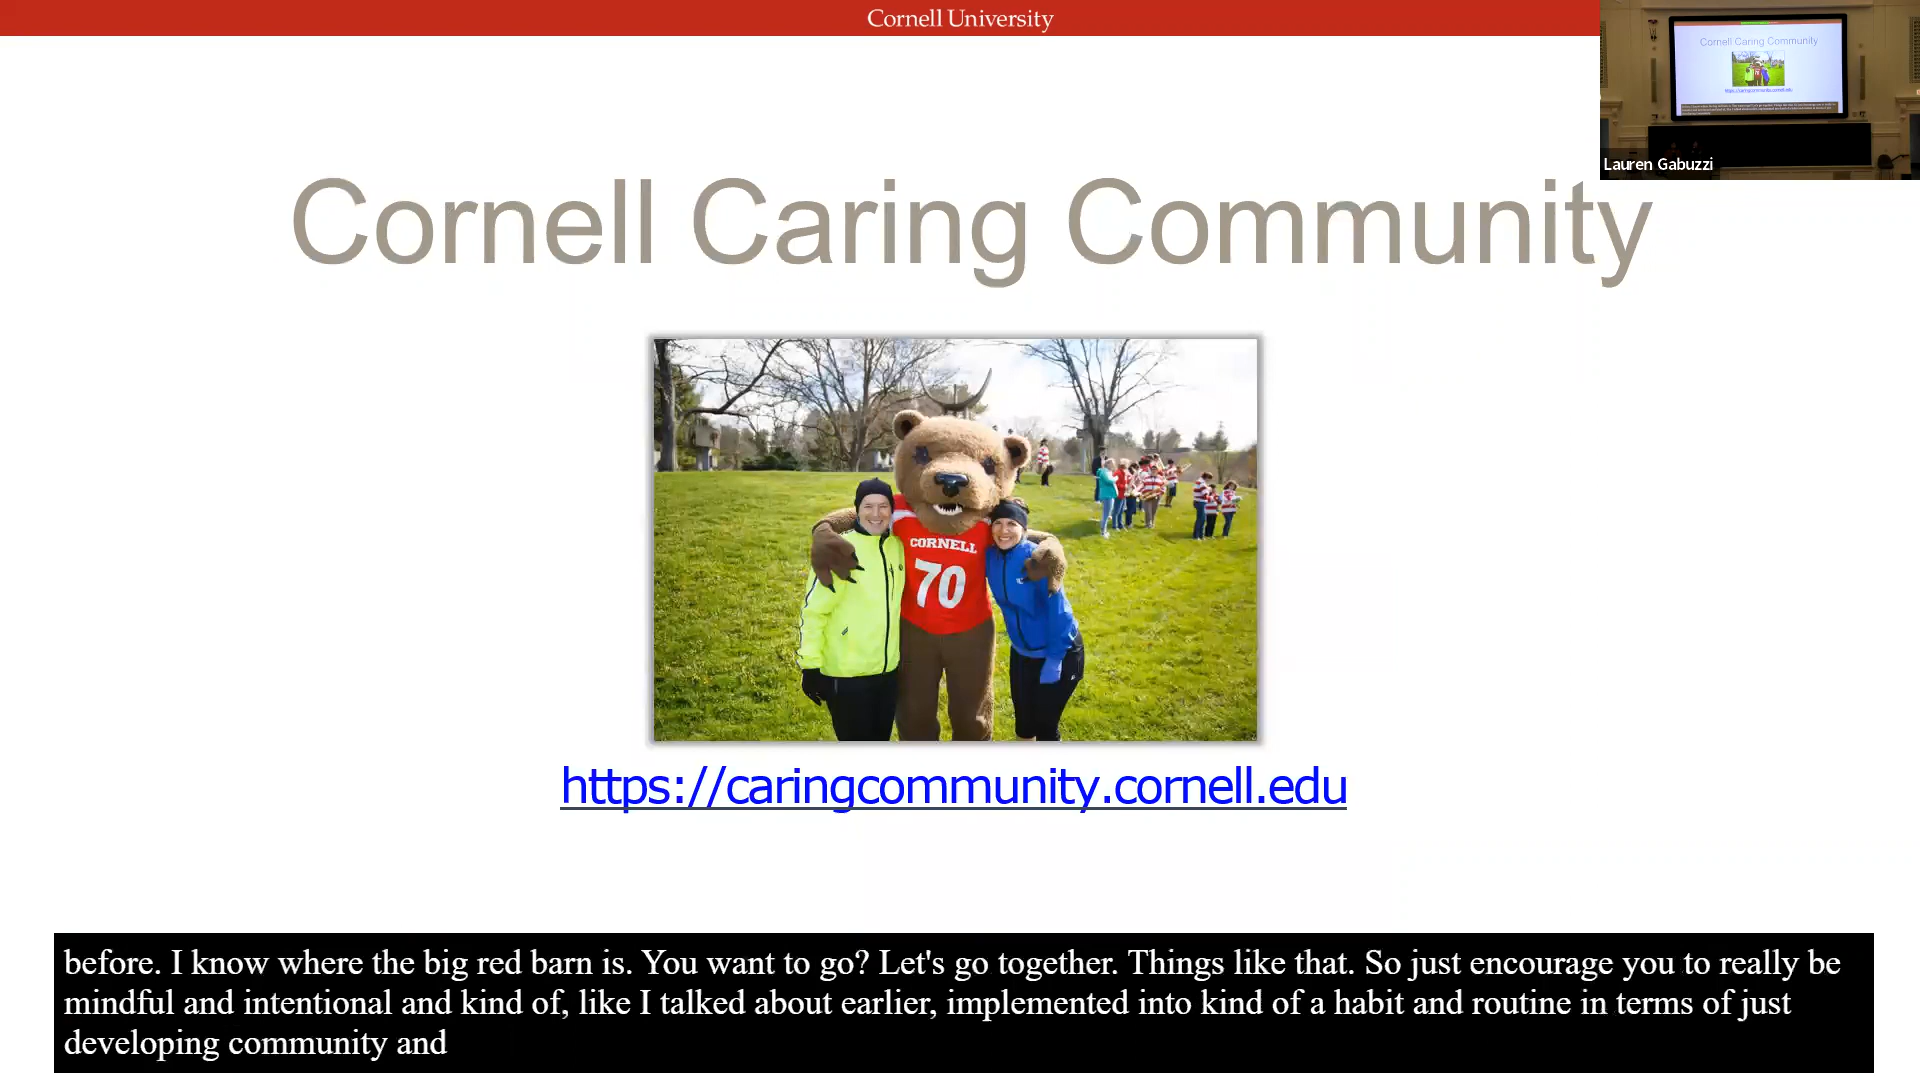 Cornell University
Cornell Caring Community
Lauren Gabuzzi
Cornell Caring Community
CORNELL
70
https://caringcommunity.cornell.edu
before. I know where the big red barn is. You want to go? Let's go together. Things like that. So just encourage you to really be
mindful and intentional and kind of, like I talked about earlier, implemented into kind of a habit and routine in terms of just
developing community and